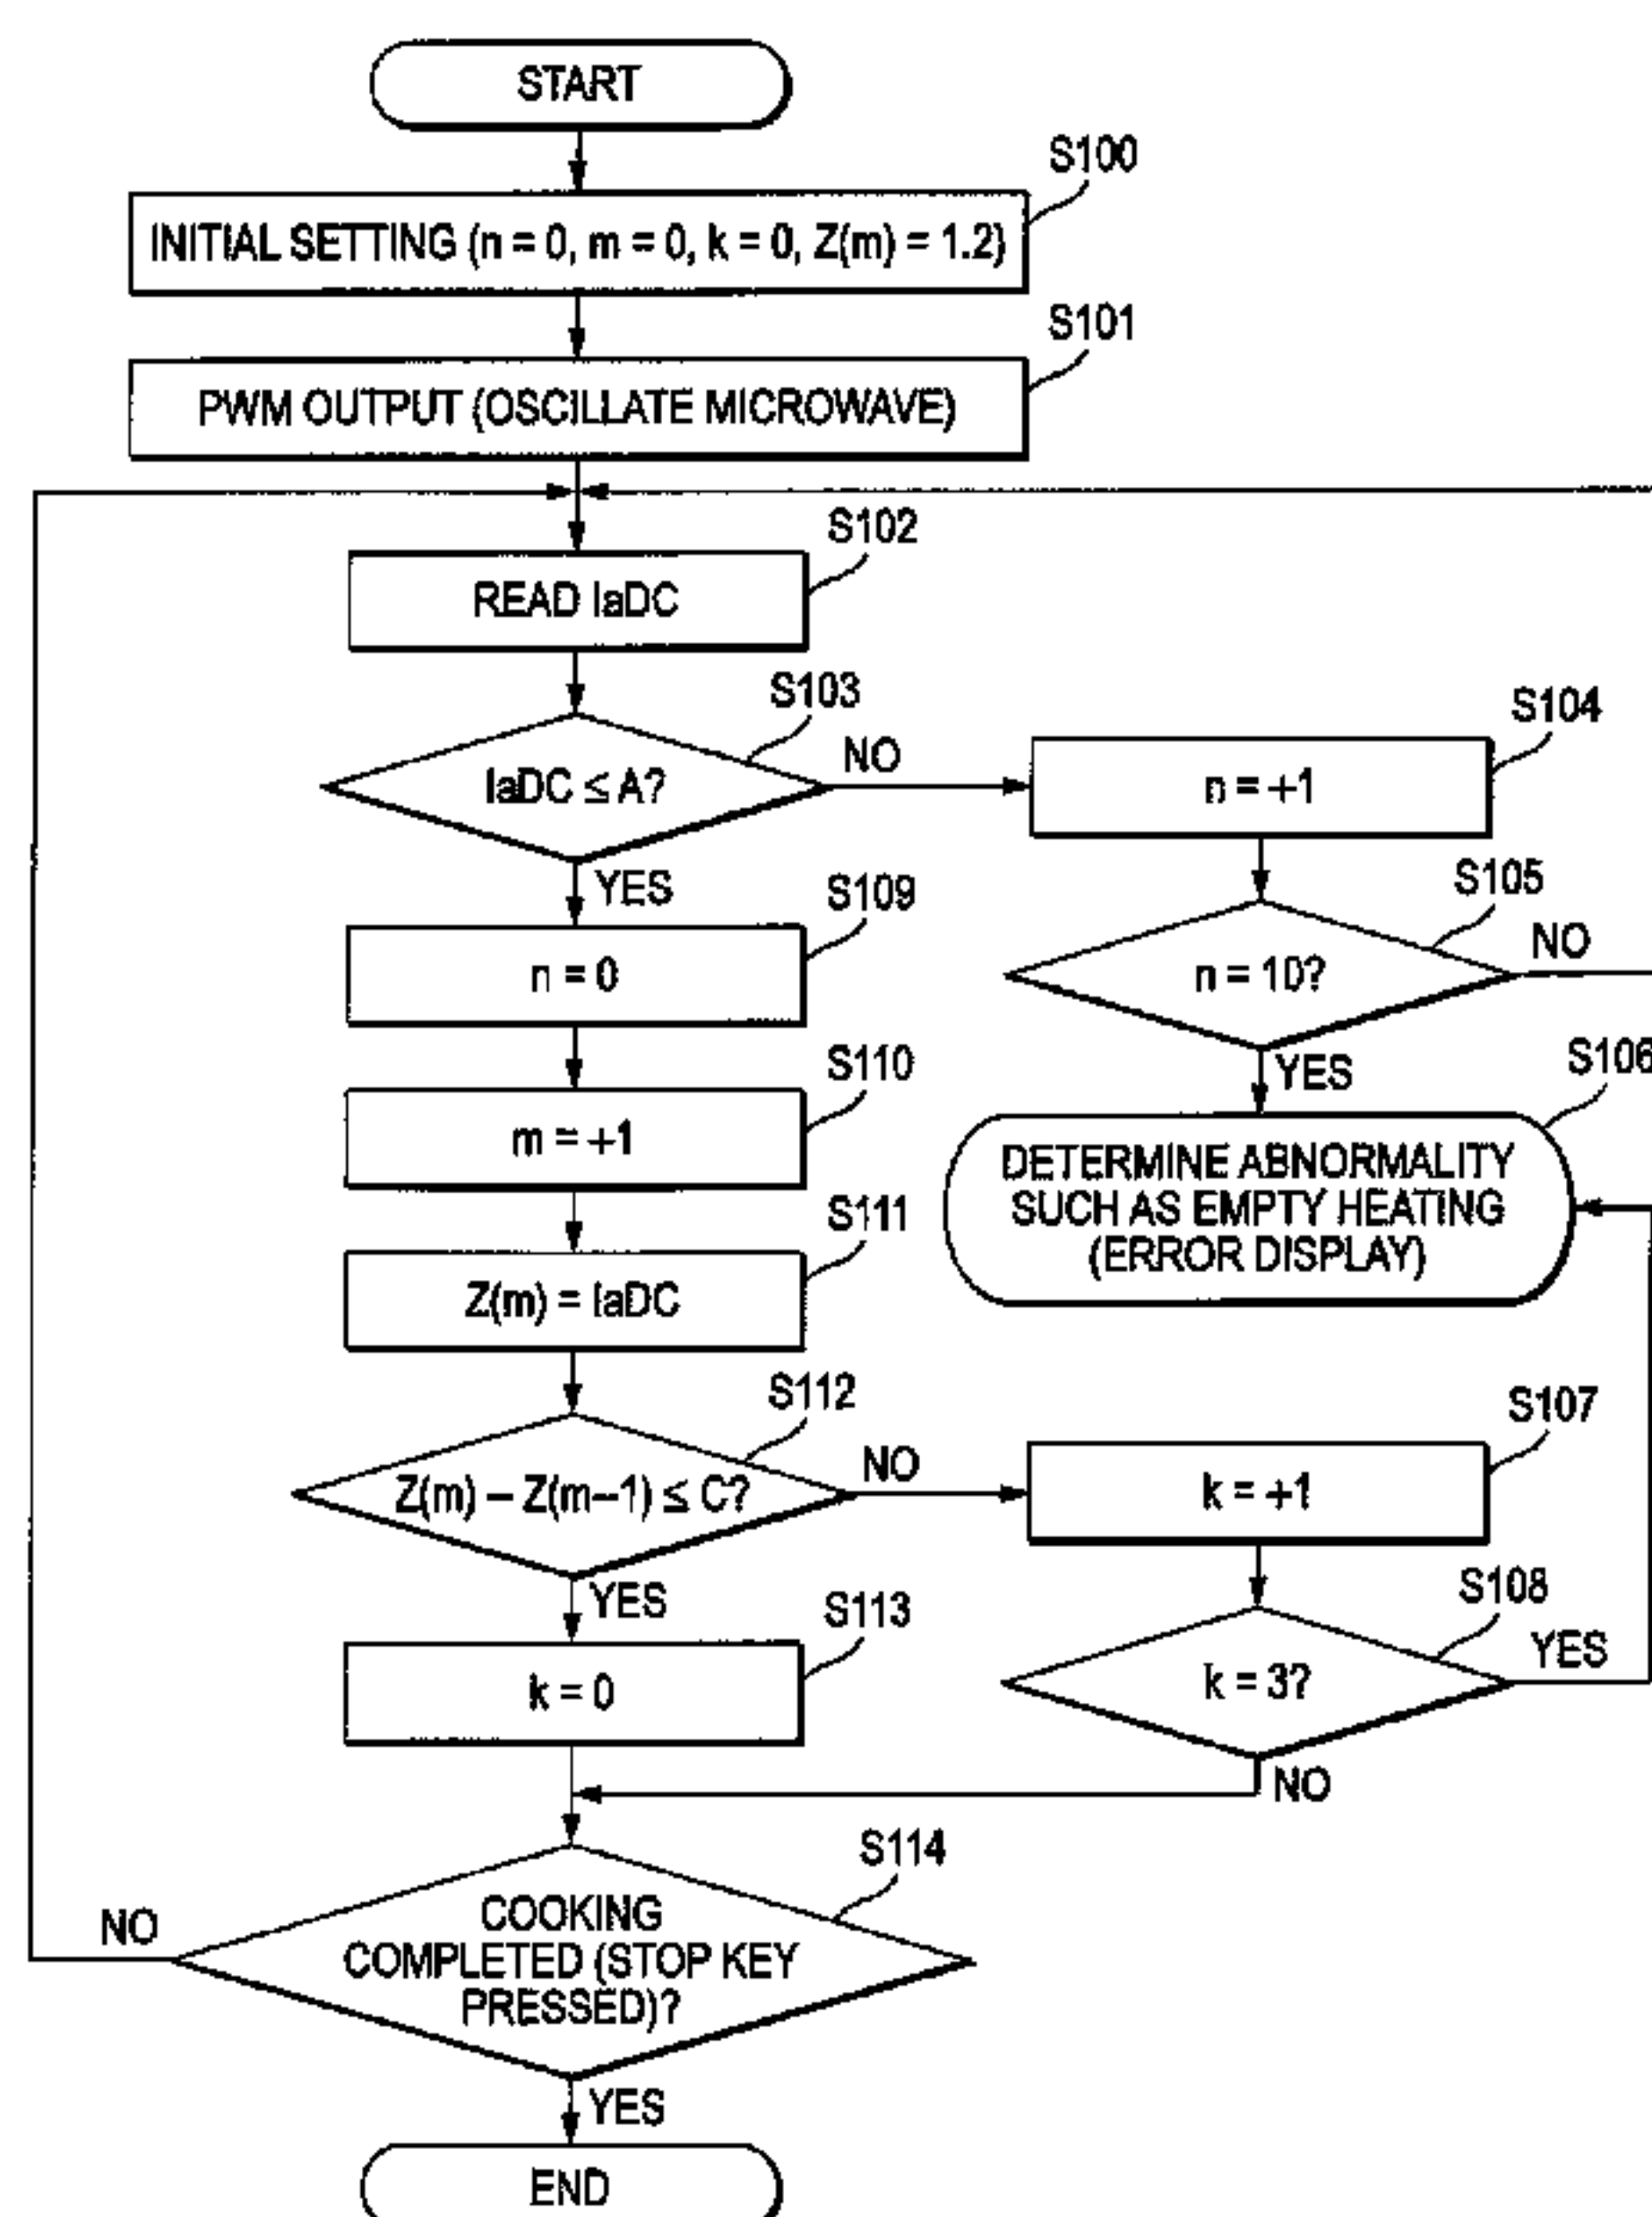 START
S100
INITIAL SETTING (n = 0, m = 0, k = 0, Z(m) = 1.2)
S101
PWM OUTPUT (OSCILLATE MICROWAVE)
S102
READ IaDC
S103
IaDC ≤ A?
NO
S104
n = +1
YES
S109
n = 0
S105
n = 10?
NO
S110
m = +1
YES
S106
DETERMINE ABNORMALITY
SUCH AS EMPTY HEATING
(ERROR DISPLAY)
S111
Z(m) = IaDC
S112
Z(m) – Z(m–1) ≤ C?
NO
S107
k = +1
YES
S113
k = 0
S108
k = 3?
YES
NO
S114
COOKING
COMPLETED (STOP KEY
PRESSED)?
NO
YES
END